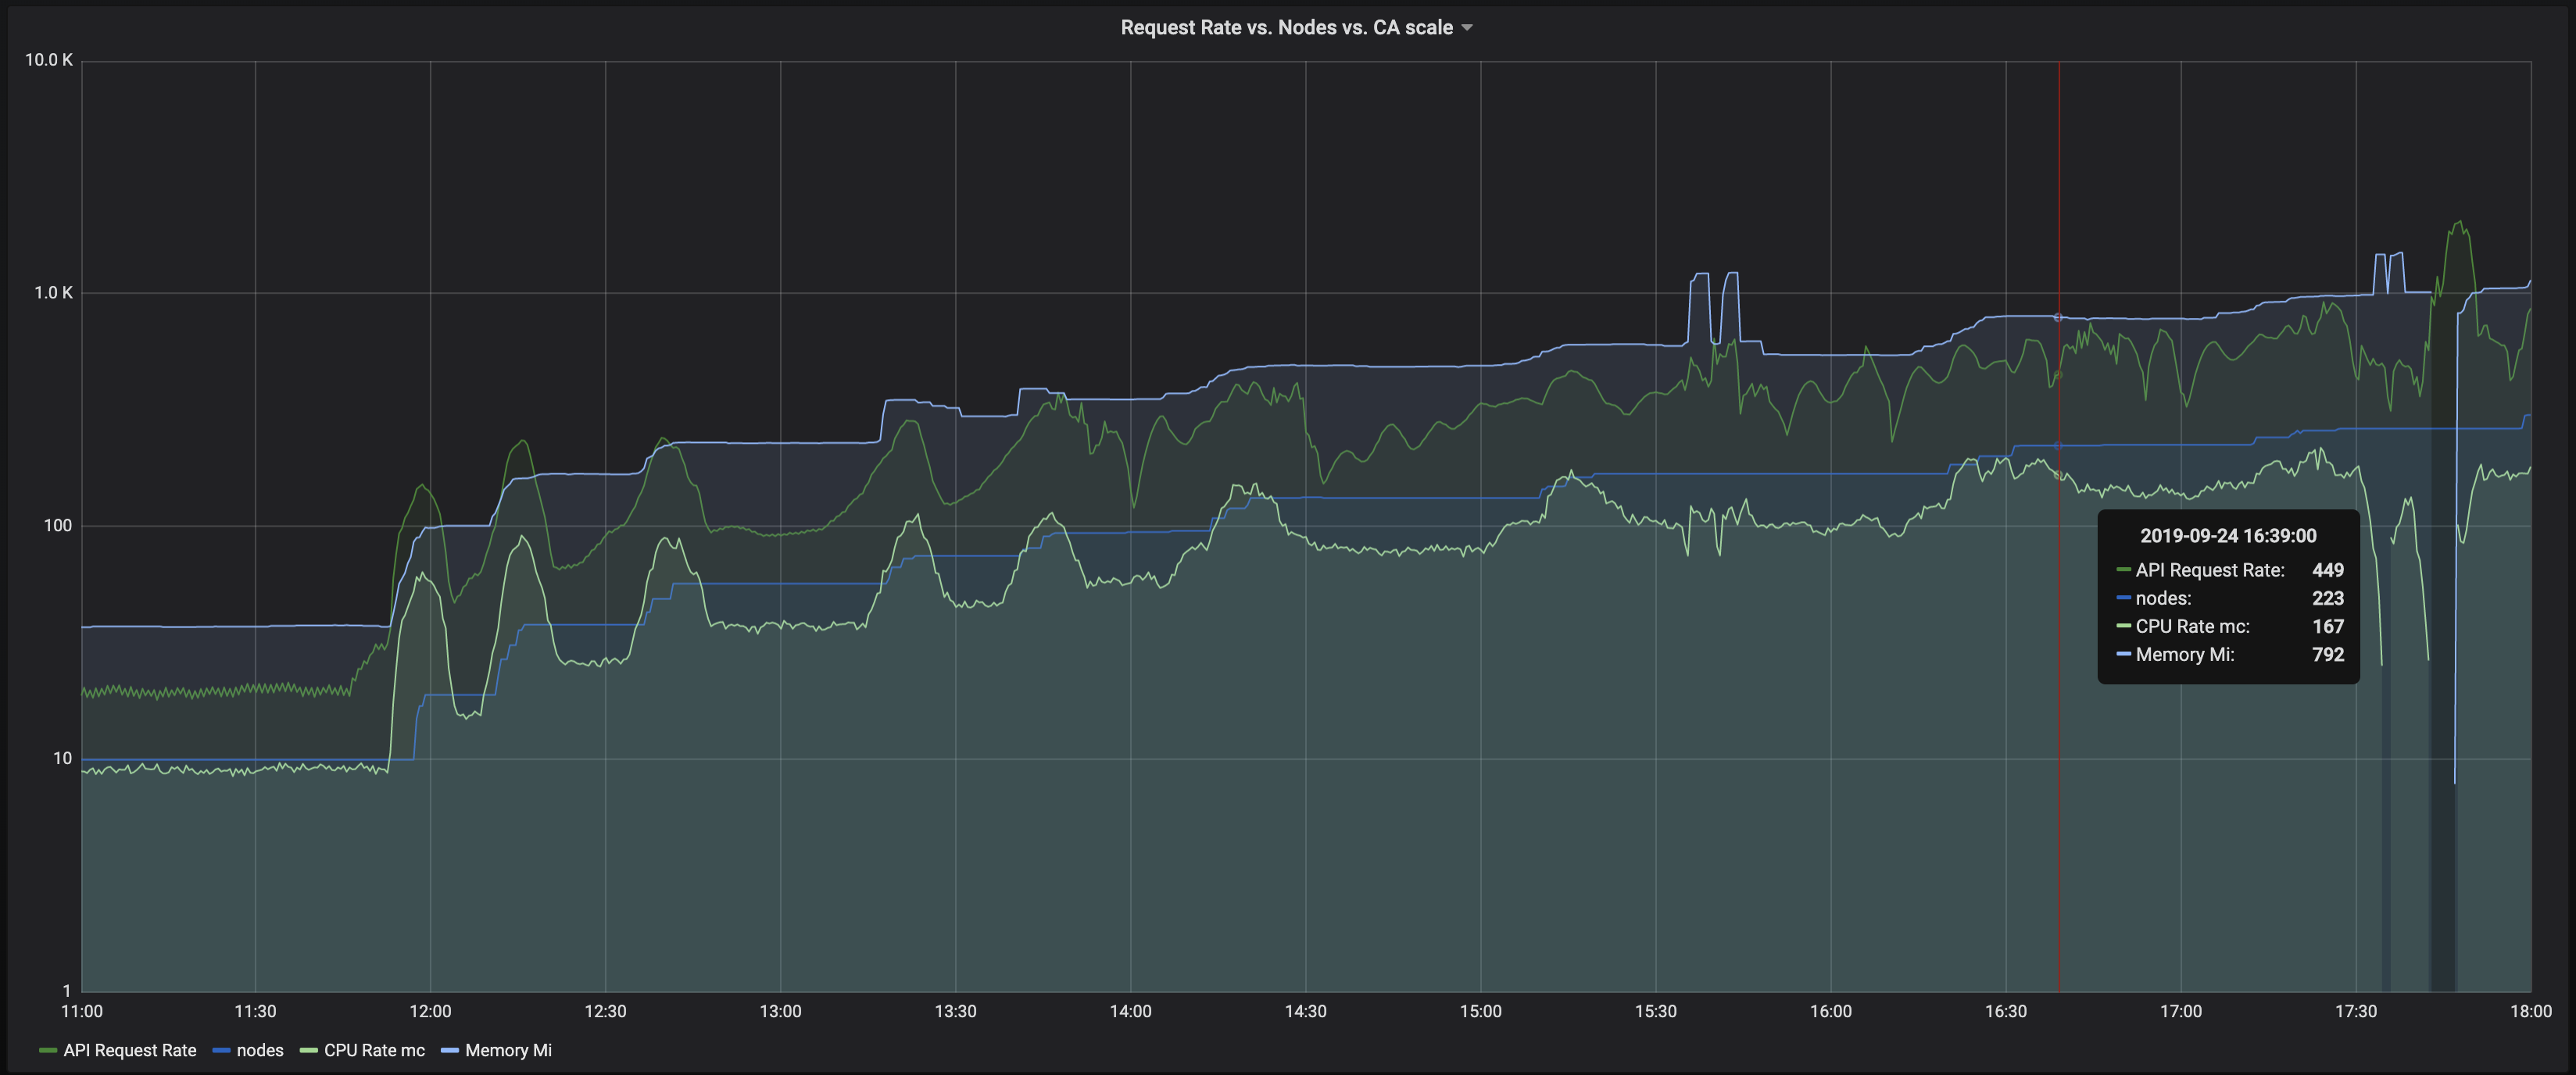 Request Rate vs. Nodes vs. CA scale
10.0 K
1.0 K
100
10
1
2019-09-24 16:39:00
API Request Rate: 449
nodes: 223
CPU Rate mc: 167
Memory Mi: 792
11:00 11:30 12:00 12:30 13:00 13:30 14:00 14:30 15:00 15:30 16:00 16:30 17:00 17:30 18:00
API Request Rate nodes CPU Rate mc Memory Mi